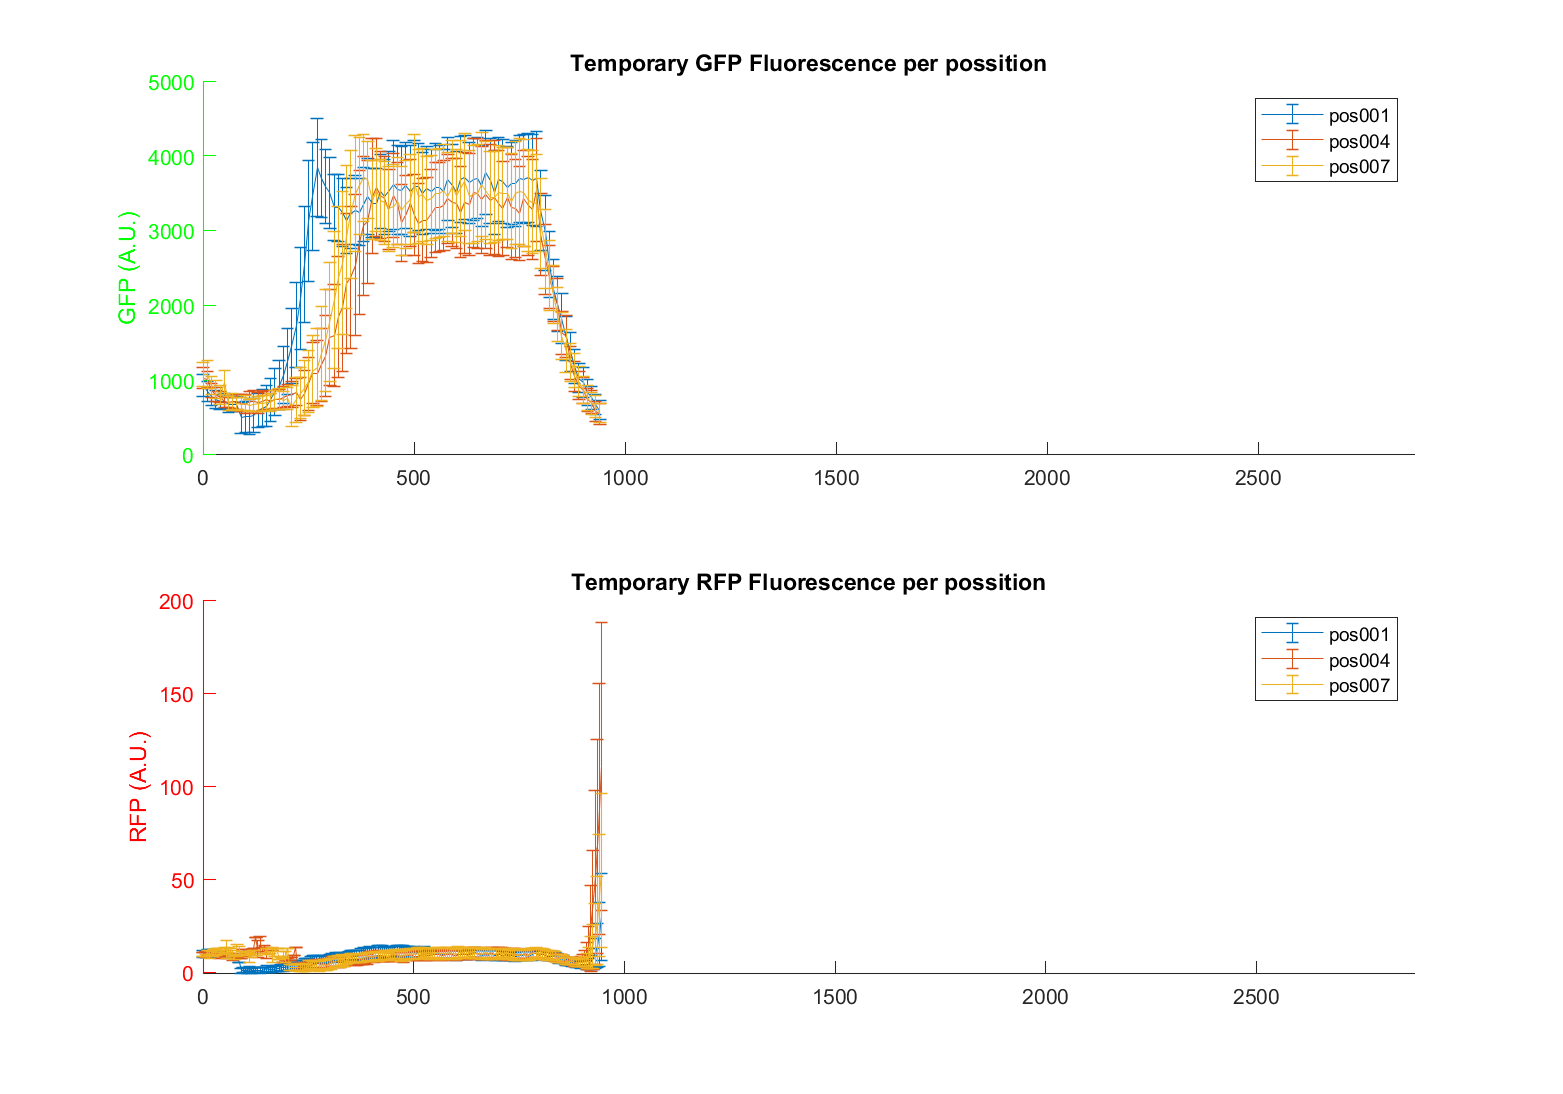 Temporary GFP Fluorescence per possition
GFP (A.U.)
5000
4000
3000
2000
1000
0
0 500 1000 1500 2000 2500
pos001
pos004
pos007
Temporary RFP Fluorescence per possition
RFP (A.U.)
200
150
100
50
0
0 500 1000 1500 2000 2500
pos001
pos004
pos007